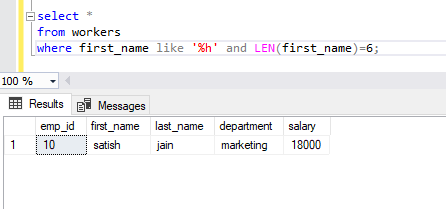 select *
from workers
where first_name like '%h' and LEN(first_name)=6;
100 %
Results Messages
emp_id first_name last_name department salary
1 10 satish jain marketing 18000